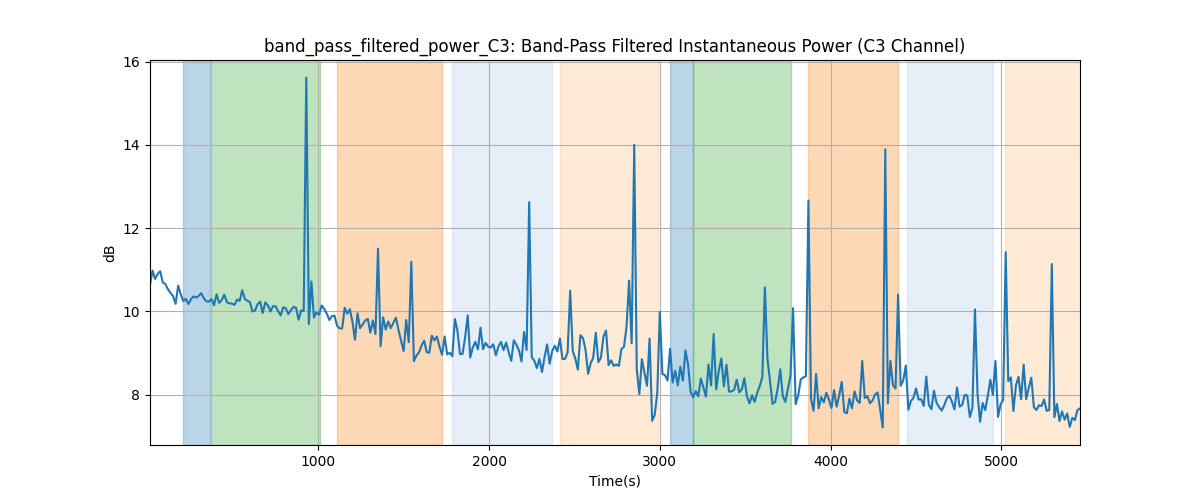 band_pass_filtered_power_C3: Band-Pass Filtered Instantaneous Power (C3 Channel)
16
14
12
10
8
dB
1000 2000 3000 4000 5000
Time(s)